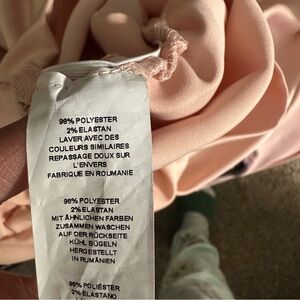 98% POLYESTER
2% ELASTAN
LAVER AVEC DES
COULEURS SIMILAIRES
REPASSAGE DOUX SUR
L'ENVERS
FABRIQUE EN ROUMANIE
98% POLYESTER
2% ELASTAN
MIT ÄHNLICHEN FARBEN
ZUSAMMEN WASCHEN
AUF DER RÜCKSEITE
KÜHL BÜGELN
HERGESTELLT
IN RUMÄNIEN
98% POLIÉSTER
2% ELASTANO